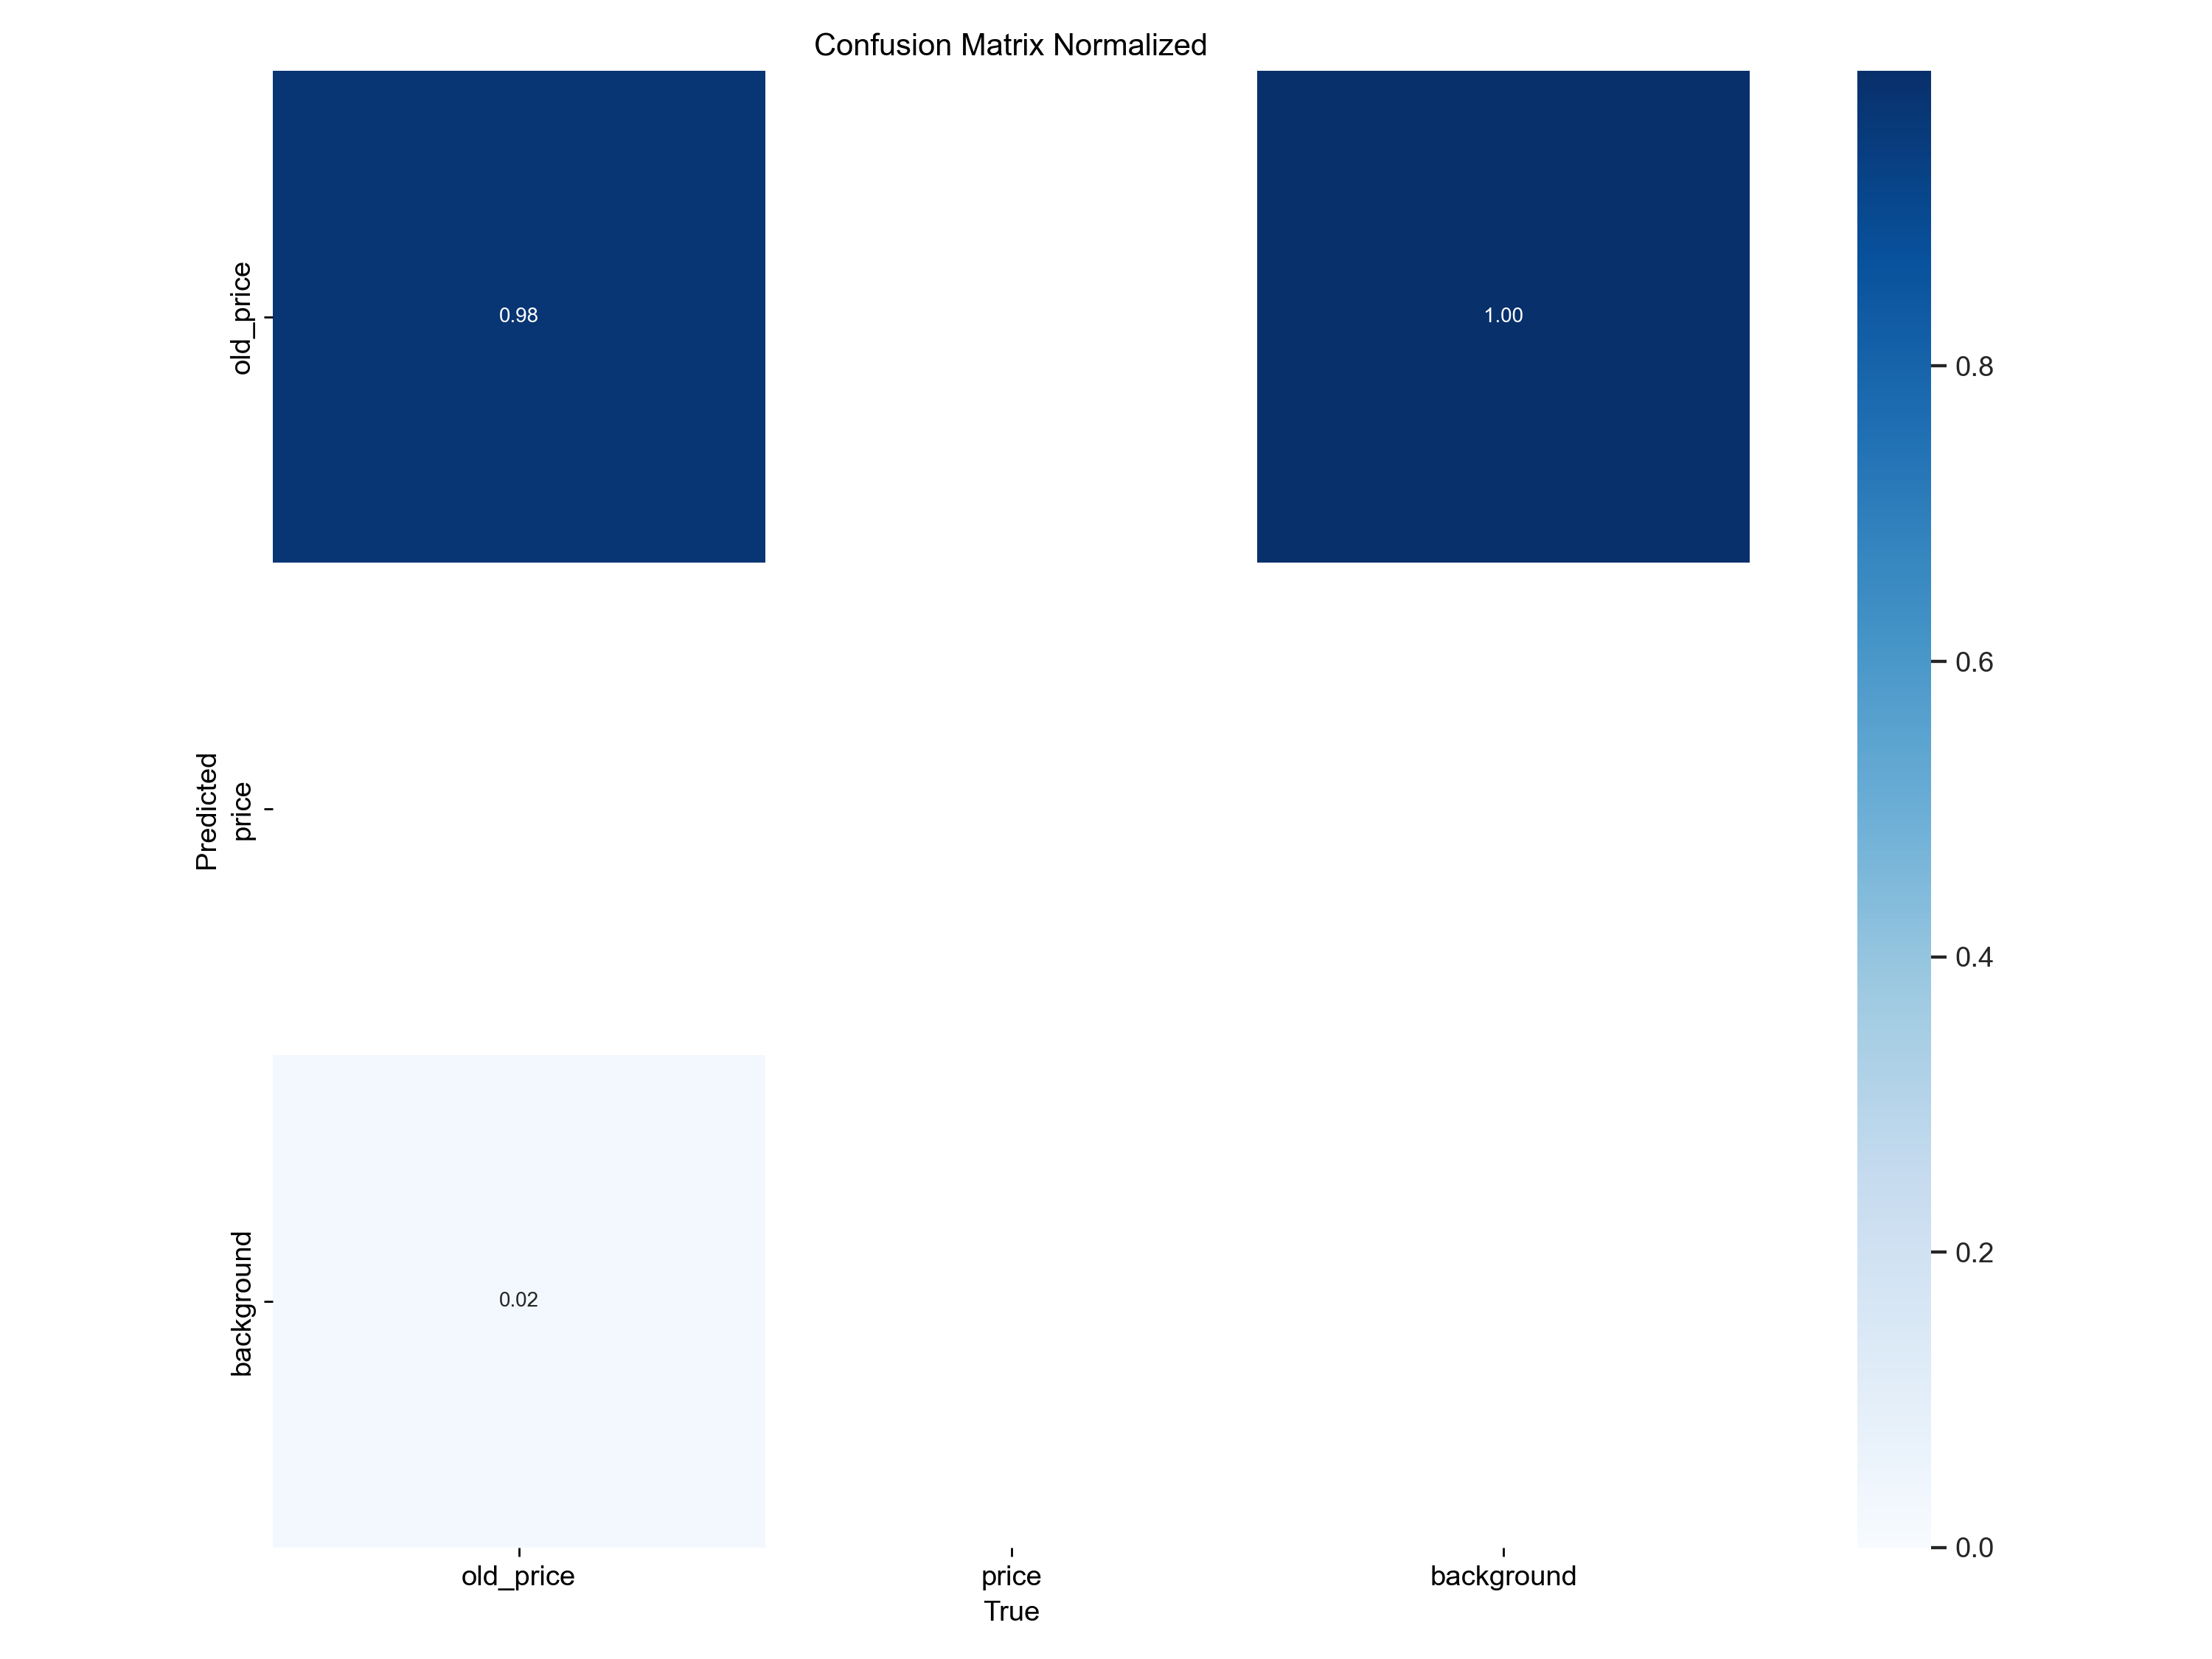 Confusion Matrix Normalized
old_price
0.98
1.00
0.8
0.6
Predicted
price
0.4
background
0.02
0.2
0.0
old_price
price
background
True